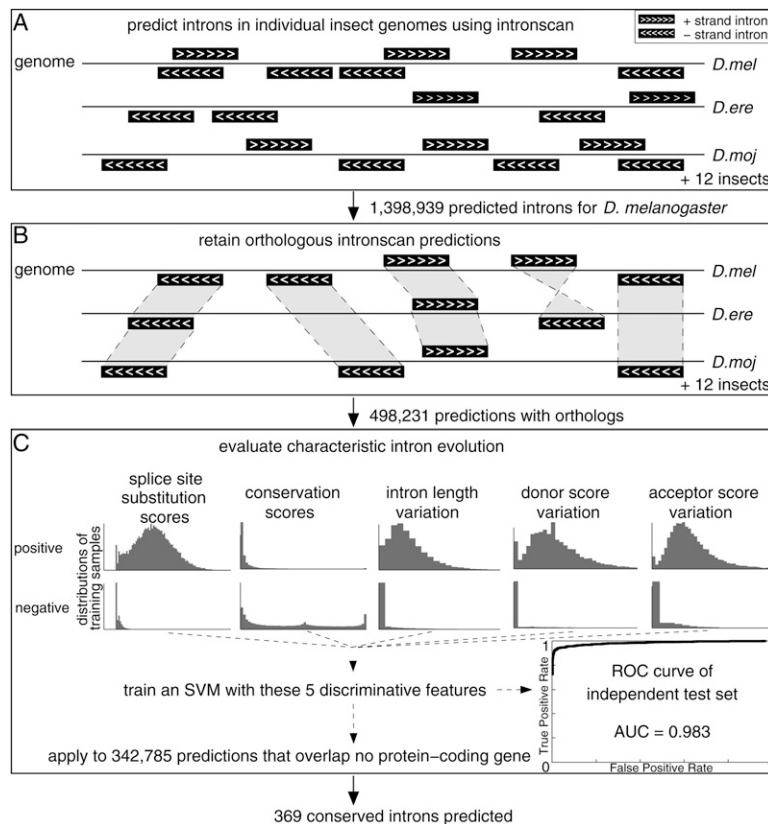 A
predict introns in individual insect genomes using intronscan
>>>>>> + strand intron
<<<<<< − strand intron
genome
>>>>>> >>>>>> >>>>>>
D.mel
<<<<<< <<<<<< <<<<<< <<<<<<
>>>>>> >>>>>>
D.ere
<<<<<< <<<<<< <<<<<<
>>>>>> >>>>>> >>>>>>
D.moj
<<<<<< <<<<<< <<<<<< <<<<<<
+ 12 insects
1,398,939 predicted introns for D. melanogaster
B
retain orthologous intronscan predictions
genome
>>>>>> >>>>>>
D.mel
<<<<<< <<<<<< <<<<<<
>>>>>>
D.ere
<<<<<< <<<<<<
>>>>>>
D.moj
<<<<<< <<<<<< <<<<<<
+ 12 insects
498,231 predictions with orthologs
C
evaluate characteristic intron evolution
splice site
substitution
scores
conservation
scores
intron length
variation
donor score
variation
acceptor score
variation
positive
negative
distributions of
training samples
train an SVM with these 5 discriminative features
apply to 342,785 predictions that overlap no protein−coding gene
1
True Positive Rate
0
ROC curve of
independent test set
AUC = 0.983
False Positive Rate
1
369 conserved introns predicted